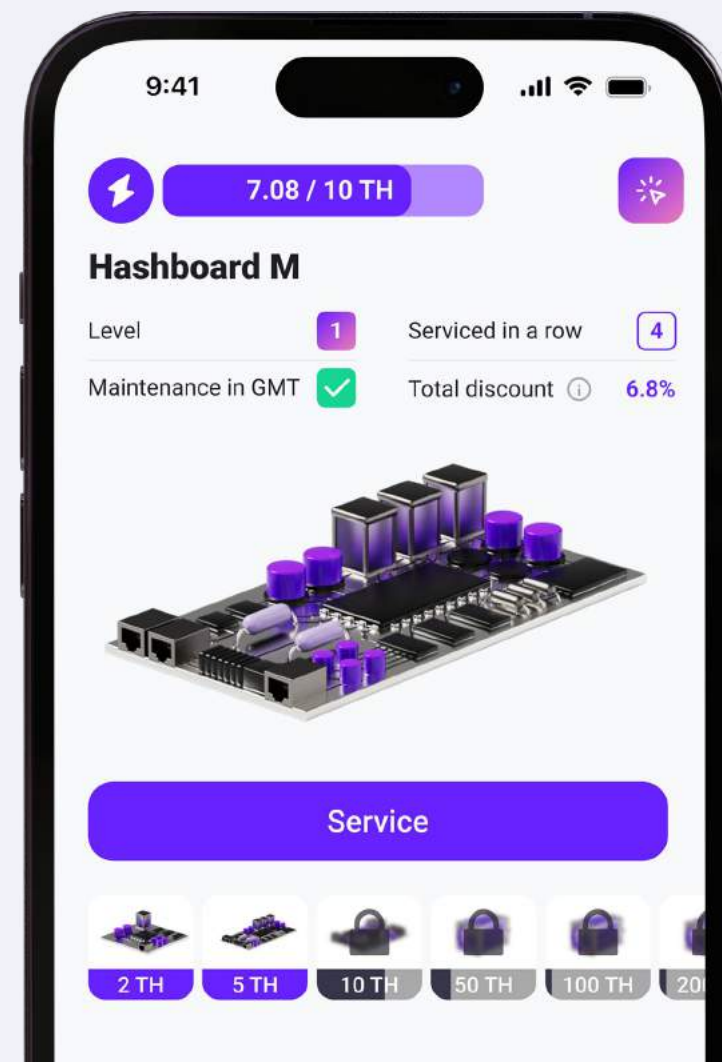 9:41
7.08 / 10 TH
Hashboard M
Level 1 Serviced in a row 4
Maintenance in GMT Total discount 6.8%
Service
2 TH 5 TH 10 TH 50 TH 100 TH